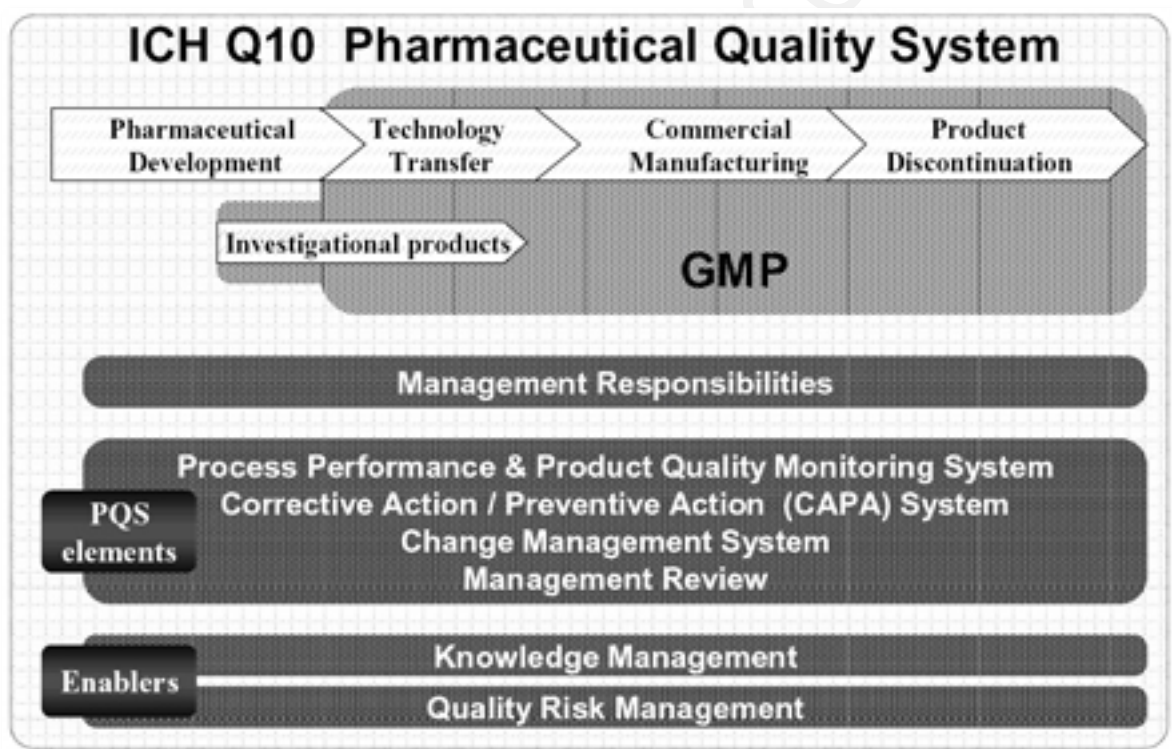 ICH Q10 Pharmaceutical Quality System
Pharmaceutical
Development
Technology
Transfer
Commercial
Manufacturing
Product
Discontinuation
Investigational products
GMP
Management Responsibilities
PQS
elements
Process Performance & Product Quality Monitoring System
Corrective Action / Preventive Action (CAPA) System
Change Management System
Management Review
Enablers
Knowledge Management
Quality Risk Management